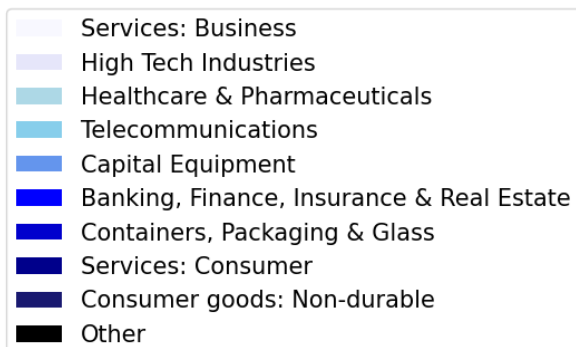 Services: Business
High Tech Industries
Healthcare & Pharmaceuticals
Telecommunications
Capital Equipment
Banking, Finance, Insurance & Real Estate
Containers, Packaging & Glass
Services: Consumer
Consumer goods: Non-durable
Other